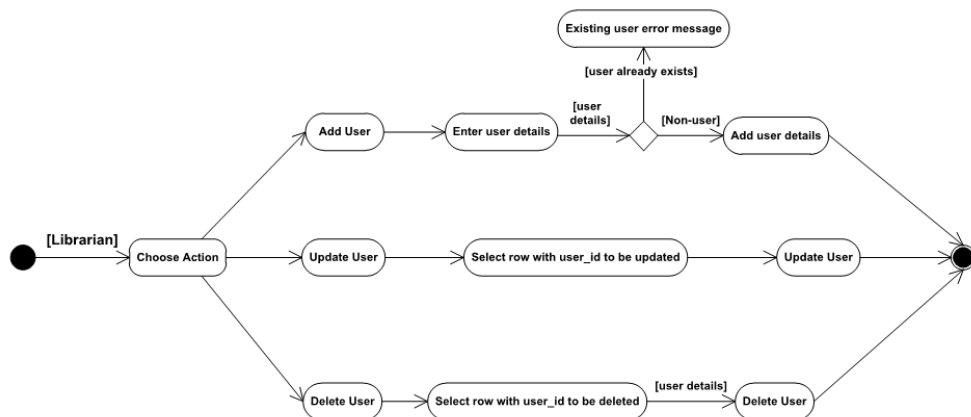 Existing user error message
[user already exists]
[user
details]
[Non-user]
Add User
Enter user details
Add user details
[Librarian]
Choose Action
Update User
Select row with user_id to be updated
Update User
[user details]
Delete User
Select row with user_id to be deleted
Delete User